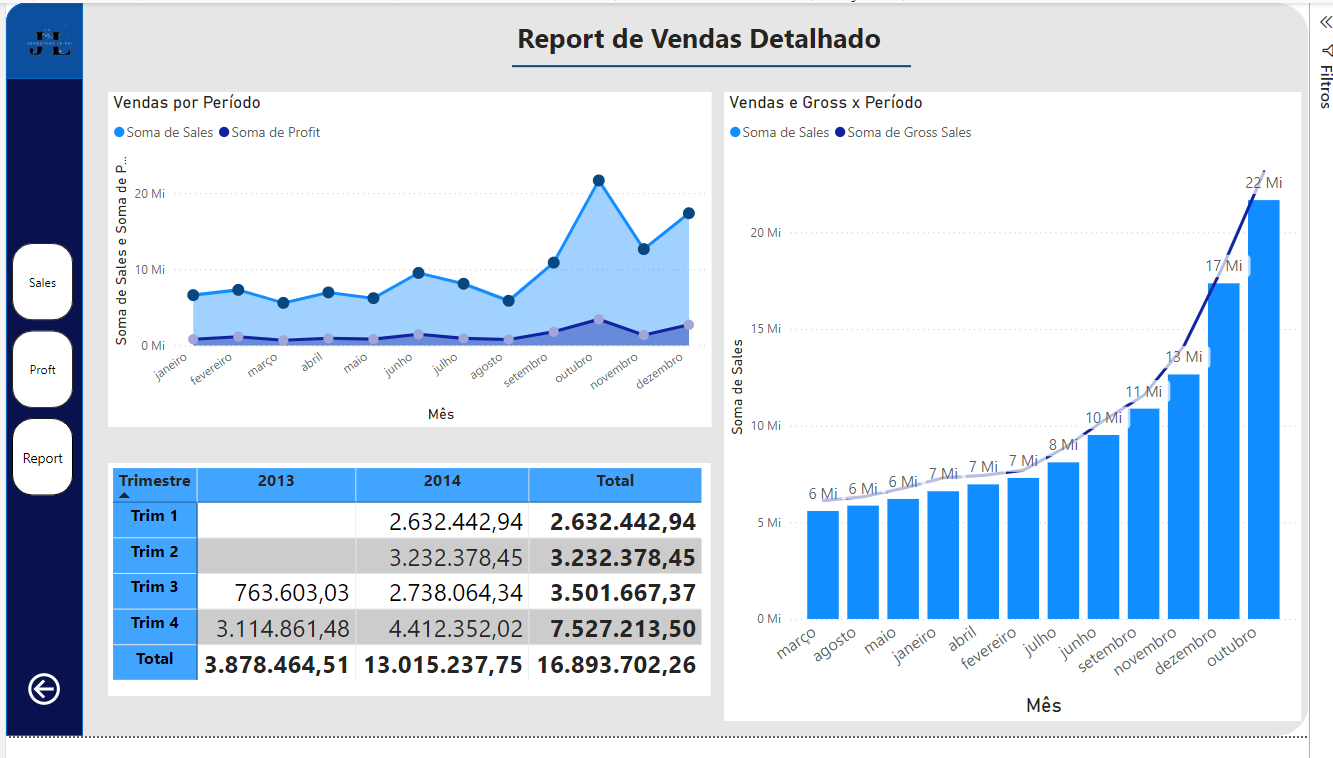 JL
Report de Vendas Detalhado
Filtros
Sales
Proft
Report
Vendas por Período
Soma de Sales Soma de Profit
Soma de Sales e Soma de P...
20 Mi
10 Mi
0 Mi
janeiro fevereiro março abril maio junho julho agosto setembro outubro novembro dezembro
Mês
Trimestre 2013 2014 Total
Trim 1 2.632.442,94 2.632.442,94
Trim 2 3.232.378,45 3.232.378,45
Trim 3 763.603,03 2.738.064,34 3.501.667,37
Trim 4 3.114.861,48 4.412.352,02 7.527.213,50
Total 3.878.464,51 13.015.237,75 16.893.702,26
Vendas e Gross x Período
Soma de Sales Soma de Gross Sales
Soma de Sales
20 Mi
15 Mi
10 Mi
5 Mi
0 Mi
6 Mi 6 Mi 6 Mi 7 Mi 7 Mi 7 Mi 8 Mi 10 Mi 11 Mi 13 Mi 17 Mi 22 Mi
março agosto maio janeiro abril fevereiro julho junho setembro novembro dezembro outubro
Mês